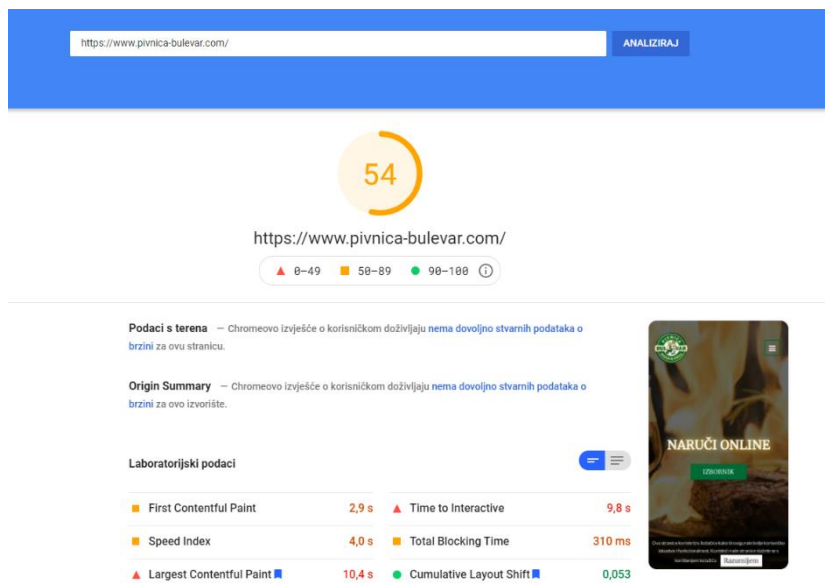 https://www.pivnica-bulevar.com/
ANALIZIRAJ
54
https://www.pivnica-bulevar.com/
0–49 50–89 90–100
Podaci s terena — Chromeovo izvješće o korisničkom doživljaju nema dovoljno stvarnih podataka o
brzini za ovu stranicu.
Origin Summary — Chromeovo izvješće o korisničkom doživljaju nema dovoljno stvarnih podataka o
brzini za ovo izvorište.
Laboratorijski podaci
First Contentful Paint 2,9 s
Time to Interactive 9,8 s
Speed Index 4,0 s
Total Blocking Time 310 ms
Largest Contentful Paint 10,4 s
Cumulative Layout Shift 0,053
NARUČI ONLINE
IZBORNIK
Razumijem